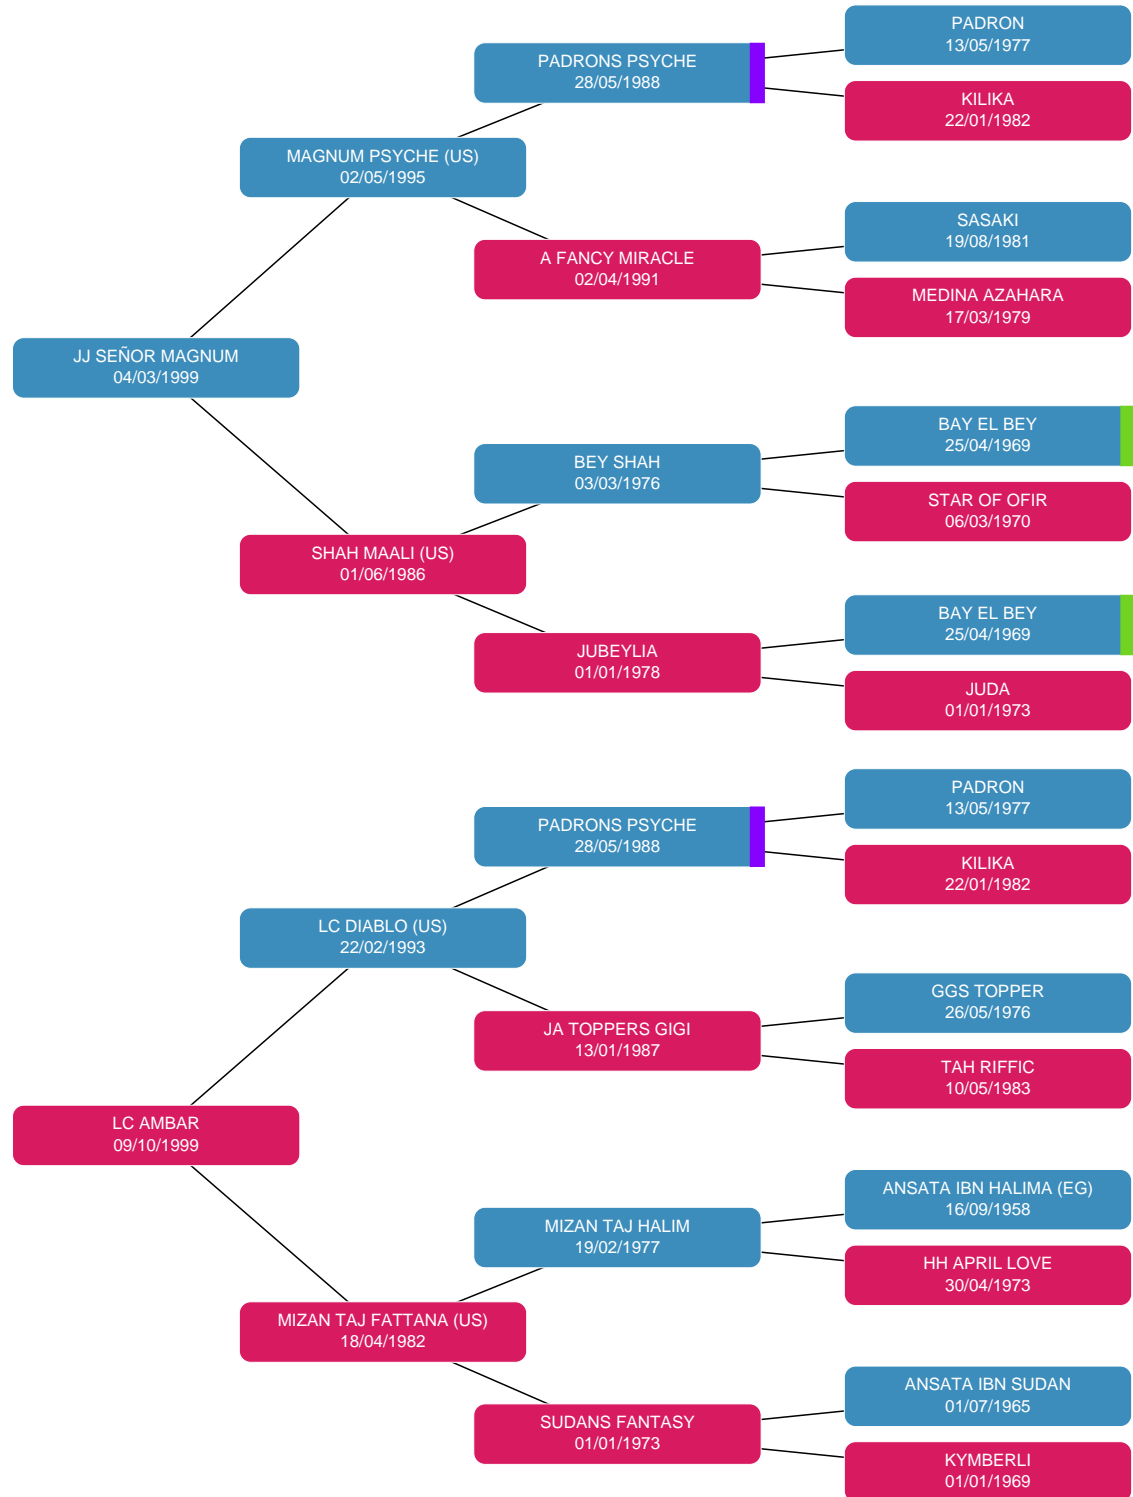 PADRON
13/05/1977
PADRONS PSYCHE
28/05/1988
KILIKA
22/01/1982
MAGNUM PSYCHE (US)
02/05/1995
SASAKI
19/08/1981
A FANCY MIRACLE
02/04/1991
MEDINA AZAHARA
17/03/1979
JJ SEÑOR MAGNUM
04/03/1999
BAY EL BEY
25/04/1969
BEY SHAH
03/03/1976
STAR OF OFIR
06/03/1970
SHAH MAALI (US)
01/06/1986
BAY EL BEY
25/04/1969
JUBEYLIA
01/01/1978
JUDA
01/01/1973
PADRON
13/05/1977
PADRONS PSYCHE
28/05/1988
KILIKA
22/01/1982
LC DIABLO (US)
22/02/1993
GGS TOPPER
26/05/1976
JA TOPPERS GIGI
13/01/1987
TAH RIFFIC
10/05/1983
LC AMBAR
09/10/1999
ANSATA IBN HALIMA (EG)
16/09/1958
MIZAN TAJ HALIM
19/02/1977
HH APRIL LOVE
30/04/1973
MIZAN TAJ FATTANA (US)
18/04/1982
ANSATA IBN SUDAN
01/07/1965
SUDANS FANTASY
01/01/1973
KYMBERLI
01/01/1969